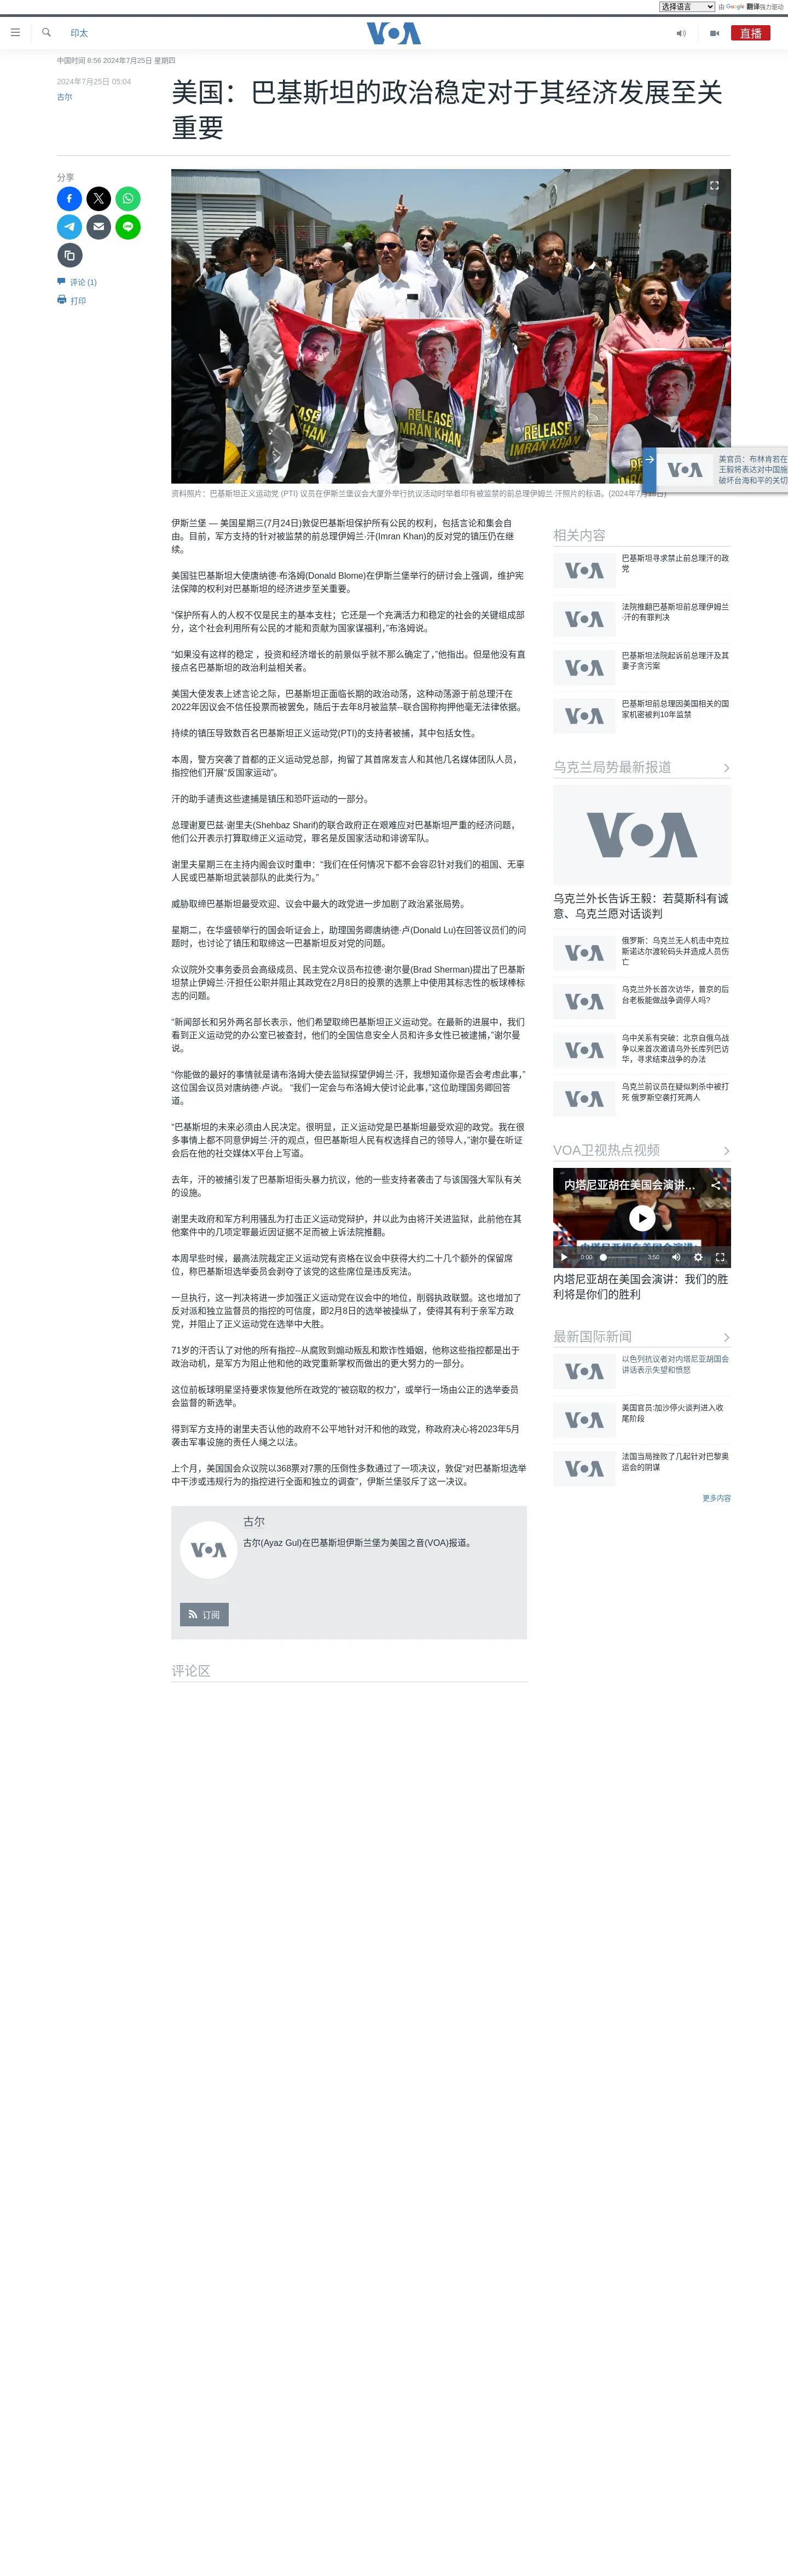 选择语言
由 Google 翻译强力驱动
印太
VOA
直播
中国时间 8:56 2024年7月25日 星期四
2024年7月25日 05:04
古尔
美国：巴基斯坦的政治稳定对于其经济发展至关
重要
分享
评论 (1)
打印
RELEASE
IMRAN KHAN
RELEASE
IMRAN KHAN
RELEASE
IMRAN KHAN
美官员：布林肯若在
王毅将表达对中国施
破坏台海和平的关切
资料照片：巴基斯坦正义运动党 (PTI) 议员在伊斯兰堡议会大厦外举行抗议活动时举着印有被监禁的前总理伊姆兰·汗照片的标语。(2024年7月18日)
伊斯兰堡 — 美国星期三(7月24日)敦促巴基斯坦保护所有公民的权利，包括言论和集会自
由。目前，军方支持的针对被监禁的前总理伊姆兰·汗(Imran Khan)的反对党的镇压仍在继
续。
美国驻巴基斯坦大使唐纳德·布洛姆(Donald Blome)在伊斯兰堡举行的研讨会上强调，维护宪
法保障的权利对巴基斯坦的经济进步至关重要。
“保护所有人的人权不仅是民主的基本支柱；它还是一个充满活力和稳定的社会的关键组成部
分，这个社会利用所有公民的才能和贡献为国家谋福利，”布洛姆说。
“如果没有这样的稳定 ，投资和经济增长的前景似乎就不那么确定了，”他指出。但是他没有直
接点名巴基斯坦的政治利益相关者。
美国大使发表上述言论之际，巴基斯坦正面临长期的政治动荡，这种动荡源于前总理汗在
2022年因议会不信任投票而被罢免，随后于去年8月被监禁--联合国称拘押他毫无法律依据。
持续的镇压导致数百名巴基斯坦正义运动党(PTI)的支持者被捕，其中包括女性。
本周，警方突袭了首都的正义运动党总部，拘留了其首席发言人和其他几名媒体团队人员，
指控他们开展“反国家运动”。
汗的助手谴责这些逮捕是镇压和恐吓运动的一部分。
总理谢夏巴兹·谢里夫(Shehbaz Sharif)的联合政府正在艰难应对巴基斯坦严重的经济问题，
他们公开表示打算取缔正义运动党，罪名是反国家活动和诽谤军队。
谢里夫星期三在主持内阁会议时重申：“我们在任何情况下都不会容忍针对我们的祖国、无辜
人民或巴基斯坦武装部队的此类行为。”
威胁取缔巴基斯坦最受欢迎、议会中最大的政党进一步加剧了政治紧张局势。
星期二，在华盛顿举行的国会听证会上，助理国务卿唐纳德·卢(Donald Lu)在回答议员们的问
题时，也讨论了镇压和取缔这一巴基斯坦反对党的问题。
众议院外交事务委员会高级成员、民主党众议员布拉德·谢尔曼(Brad Sherman)提出了巴基斯
坦禁止伊姆兰·汗担任公职并阻止其政党在2月8日的投票的选票上中使用其标志性的板球棒标
志的问题。
“新闻部长和另外两名部长表示，他们希望取缔巴基斯坦正义运动党。在最新的进展中，我们
看到正义运动党的办公室已被查封，他们的全国信息安全人员和许多女性已被逮捕，”谢尔曼
说。
“你能做的最好的事情就是请布洛姆大使去监狱探望伊姆兰·汗，我想知道你是否会考虑此事，”
这位国会议员对唐纳德·卢说。 “我们一定会与布洛姆大使讨论此事，”这位助理国务卿回答
道。
“巴基斯坦的未来必须由人民决定。很明显，正义运动党是巴基斯坦最受欢迎的政党。我在很
多事情上都不同意伊姆兰·汗的观点，但巴基斯坦人民有权选择自己的领导人，”谢尔曼在听证
会后在他的社交媒体X平台上写道。
去年，汗的被捕引发了巴基斯坦街头暴力抗议，他的一些支持者袭击了与该国强大军队有关
的设施。
谢里夫政府和军方利用骚乱为打击正义运动党辩护，并以此为由将汗关进监狱，此前他在其
他案件中的几项定罪最近因证据不足而被上诉法院推翻。
本周早些时候，最高法院裁定正义运动党有资格在议会中获得大约二十几个额外的保留席
位，称巴基斯坦选举委员会剥夺了该党的这些席位是违反宪法。
一旦执行，这一判决将进一步加强正义运动党在议会中的地位，削弱执政联盟。这也增加了
反对派和独立监督员的指控的可信度，即2月8日的选举被操纵了，使得其有利于亲军方政
党，并阻止了正义运动党在选举中大胜。
71岁的汗否认了对他的所有指控--从腐败到煽动叛乱和欺诈性婚姻，他称这些指控都是出于
政治动机，是军方为阻止他和他的政党重新掌权而做出的更大努力的一部分。
这位前板球明星坚持要求恢复他所在政党的“被窃取的权力”，或举行一场由公正的选举委员
会监督的新选举。
得到军方支持的谢里夫否认他的政府不公平地针对汗和他的政党，称政府决心将2023年5月
袭击军事设施的责任人绳之以法。
上个月，美国国会众议院以368票对7票的压倒性多数通过了一项决议，敦促“对巴基斯坦选举
中干涉或违规行为的指控进行全面和独立的调查”，伊斯兰堡驳斥了这一决议。
古尔
古尔(Ayaz Gul)在巴基斯坦伊斯兰堡为美国之音(VOA)报道。
订阅
评论区
相关内容
巴基斯坦寻求禁止前总理汗的政
党
法院推翻巴基斯坦前总理伊姆兰
·汗的有罪判决
巴基斯坦法院起诉前总理汗及其
妻子贪污案
巴基斯坦前总理因美国相关的国
家机密被判10年监禁
乌克兰局势最新报道
VOA
乌克兰外长告诉王毅：若莫斯科有诚
意、乌克兰愿对话谈判
俄罗斯：乌克兰无人机击中克拉
斯诺达尔渡轮码头并造成人员伤
亡
乌克兰外长首次访华，普京的后
台老板能做战争调停人吗?
乌中关系有突破：北京自俄乌战
争以来首次邀请乌外长库列巴访
华，寻求结束战争的办法
乌克兰前议员在疑似刺杀中被打
死 俄罗斯空袭打死两人
VOA卫视热点视频
内塔尼亚胡在美国会演讲…
0:00
3:50
内塔尼亚胡在美国会演讲：我们的胜
利将是你们的胜利
最新国际新闻
以色列抗议者对内塔尼亚胡国会
讲话表示失望和愤怒
美国官员:加沙停火谈判进入收
尾阶段
法国当局挫败了几起针对巴黎奥
运会的阴谋
更多内容